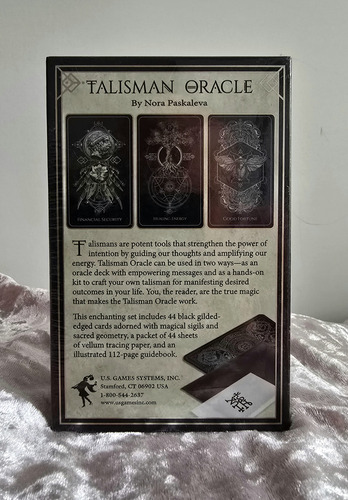 TALISMAN ORACLE
By Nora Paskaleva
FINANCIAL SECURITY
HEALING ENERGY
GOOD FORTUNE
Talismans are potent tools that strengthen the power of
intention by guiding our thoughts and amplifying our
energy. Talisman Oracle can be used in two ways—as an
oracle deck with empowering messages and as a hands-on
kit to craft your own talisman for manifesting desired
outcomes in your life. You, the reader, are the true magic
that makes the Talisman Oracle work.
This enchanting set includes 44 black gilded-
edged cards adorned with magical sigils and
sacred geometry, a packet of 44 sheets
of vellum tracing paper, and an
illustrated 112-page guidebook.
U.S. GAMES SYSTEMS, INC.
Stamford, CT 06902 USA
1-800-544-2637
www.usgamesinc.com